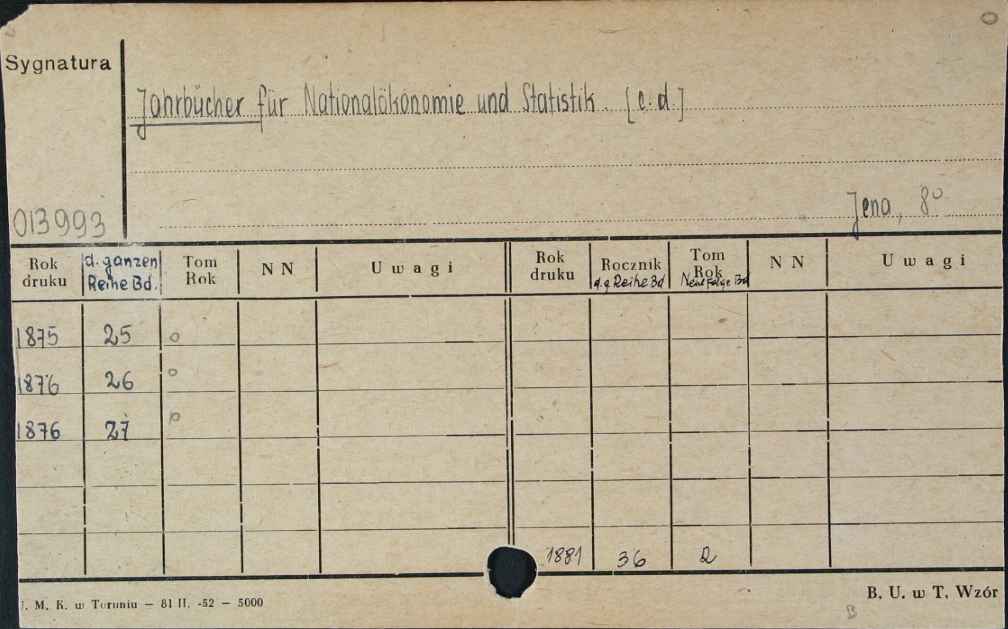 Sygnatura
Jahrbücher für Nationalökonomie und Statistik. [c.d.]
Jena, 8°
013993
Rok druku d. ganzen Reihe Bd. Tom Rok NN Uwagi Rok druku Rocznik d.g Reihe Bd Tom Rok Neue Folge Bd NN Uwagi
1875 25 o
1876 26 o
1876 27
1881 36 2
. M. K. w Toruniu — 81 II. -52 — 5000
B. U. w T. Wzór
B